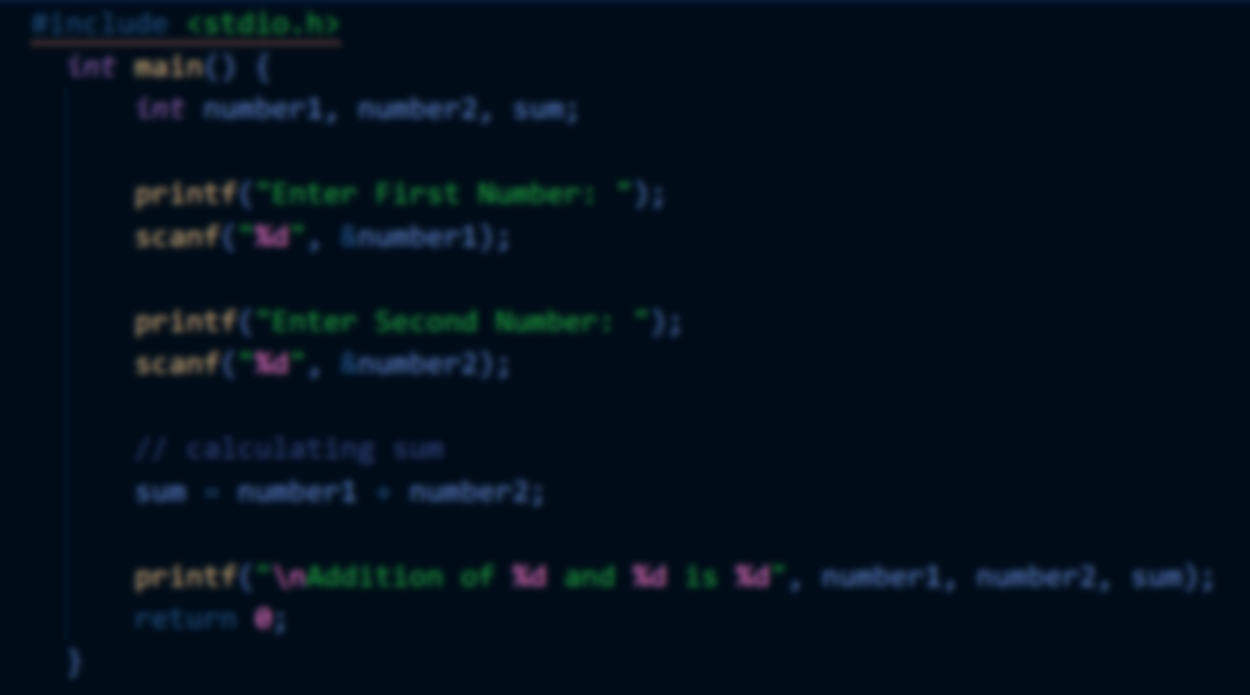 #include <stdio.h>
int main() {
int number1, number2, sum;
printf("Enter First Number: ");
scanf("%d", &number1);
printf("Enter Second Number: ");
scanf("%d", &number2);
// calculating sum
sum = number1 + number2;
printf("\nAddition of %d and %d is %d", number1, number2, sum);
return 0;
}